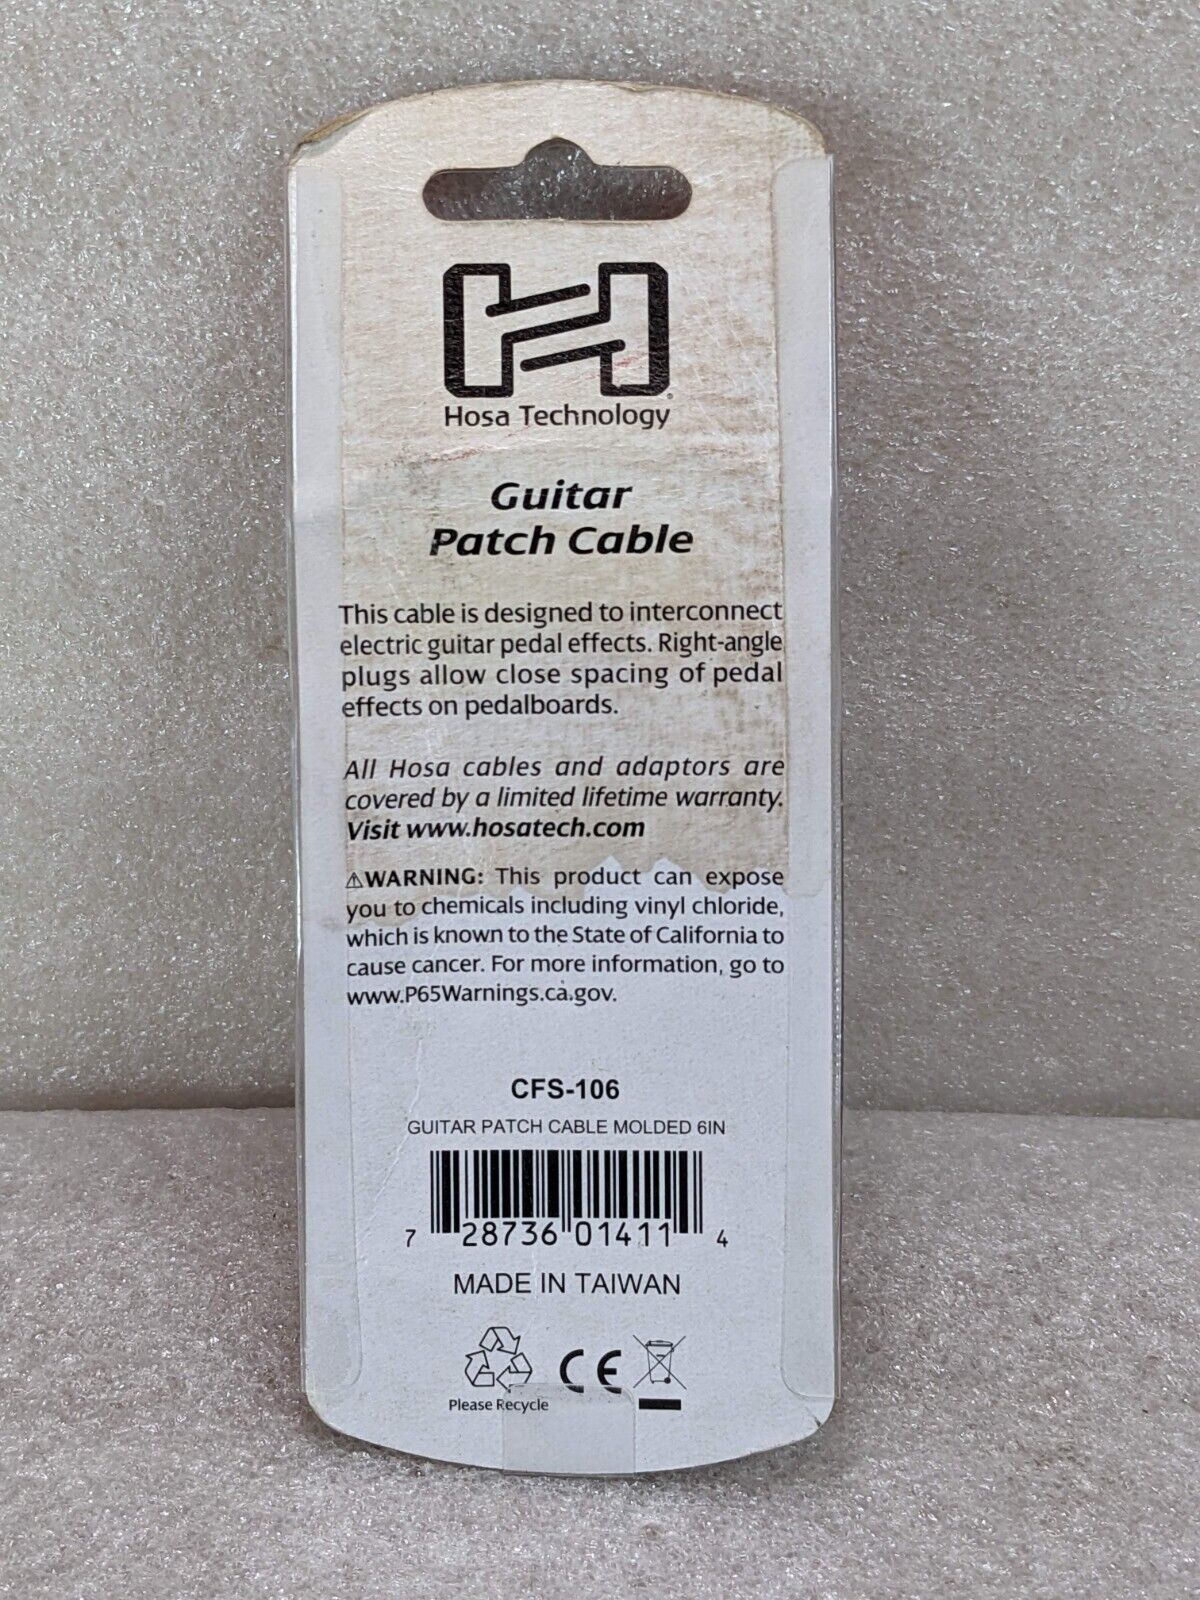 Hosa Technology®
Guitar
Patch Cable
This cable is designed to interconnect
electric guitar pedal effects. Right-angle
plugs allow close spacing of pedal
effects on pedalboards.
All Hosa cables and adaptors are
covered by a limited lifetime warranty.
Visit www.hosatech.com
⚠WARNING: This product can expose
you to chemicals including vinyl chloride,
which is known to the State of California to
cause cancer. For more information, go to
www.P65Warnings.ca.gov.
CFS-106
GUITAR PATCH CABLE MOLDED 6IN
7 28736 01411 4
MADE IN TAIWAN
CE
Please Recycle